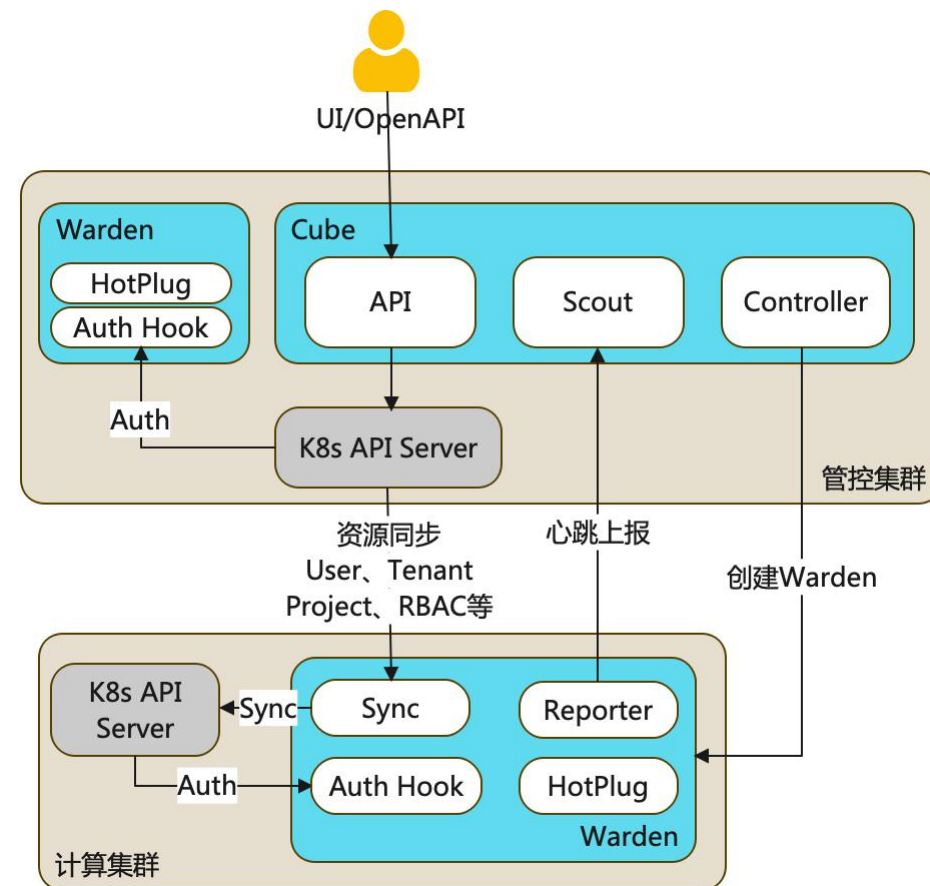 UI/OpenAPI
Warden
HotPlug
Auth Hook
Cube
API
Scout
Controller
Auth
K8s API Server
管控集群
资源同步
User、Tenant
Project、RBAC等
心跳上报
创建Warden
K8s API
Server
Sync
Sync
Reporter
Auth
Auth Hook
HotPlug
Warden
计算集群